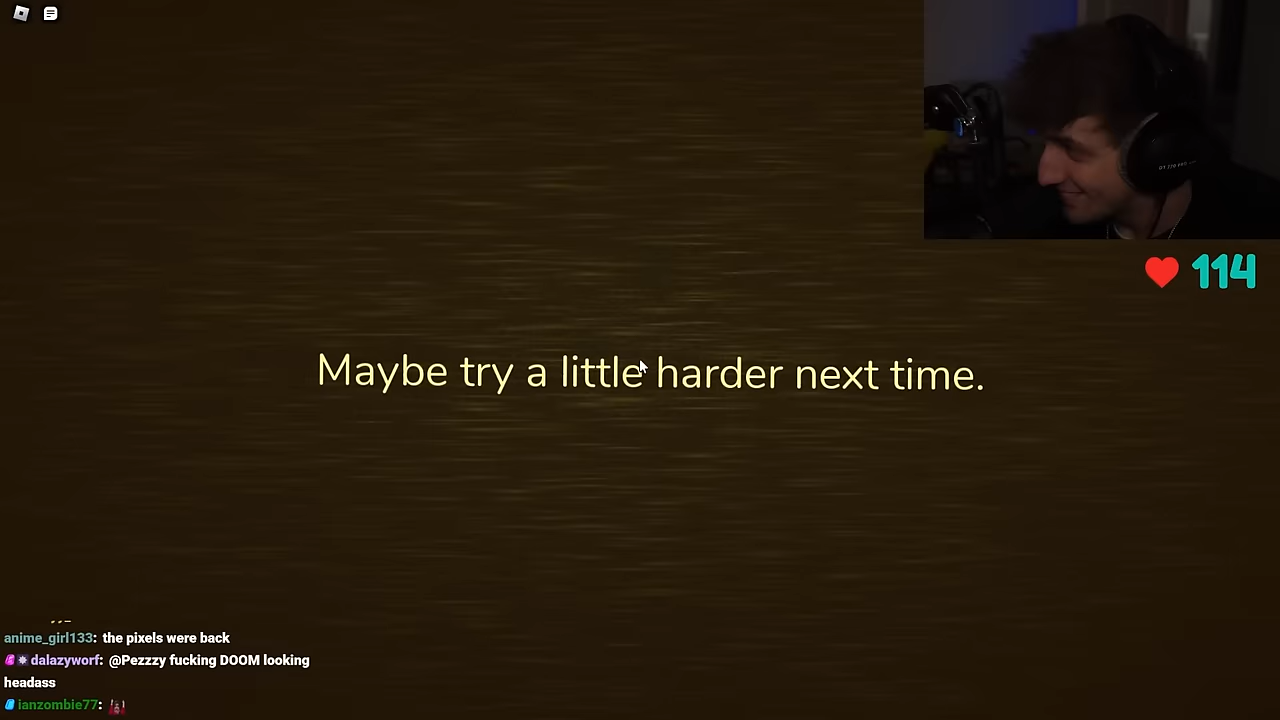 114
Maybe try a little harder next time.
anime_girl133: the pixels were back
dalazyworf: @Pezzzy fucking DOOM looking
headass
ianzombie77: